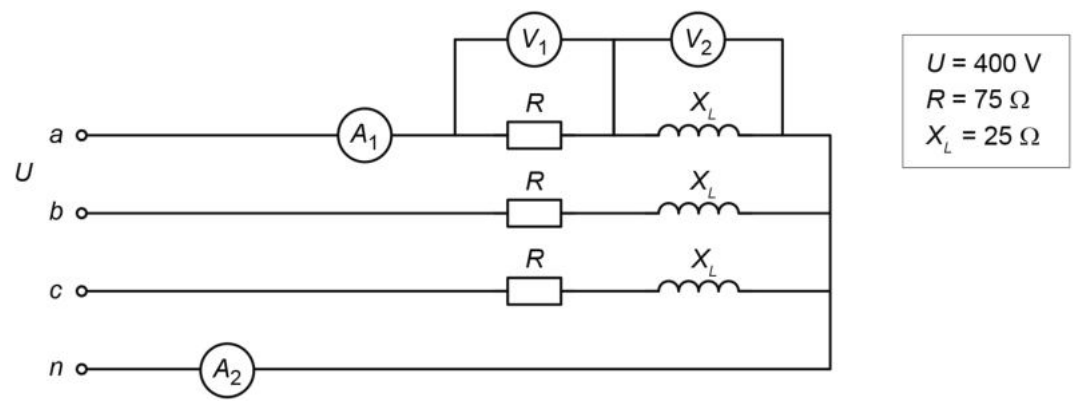 V₁ V₂
U = 400 V
R = 75 Ω
X_L = 25 Ω
R X_L
a A₁
U
R X_L
b
R X_L
c
n A₂